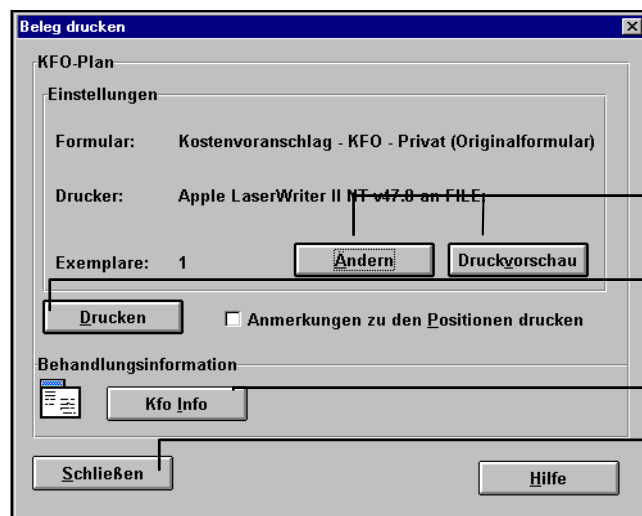 Beleg drucken
KFO-Plan
Einstellungen
Formular: Kostenvoranschlag - KFO - Privat (Originalformular)
Drucker: Apple LaserWriter II NT v47.8 an FILE:
Exemplare: 1 Ändern Druckvorschau
Drucken Anmerkungen zu den Positionen drucken
Behandlungsinformation
Kfo Info
Schließen Hilfe